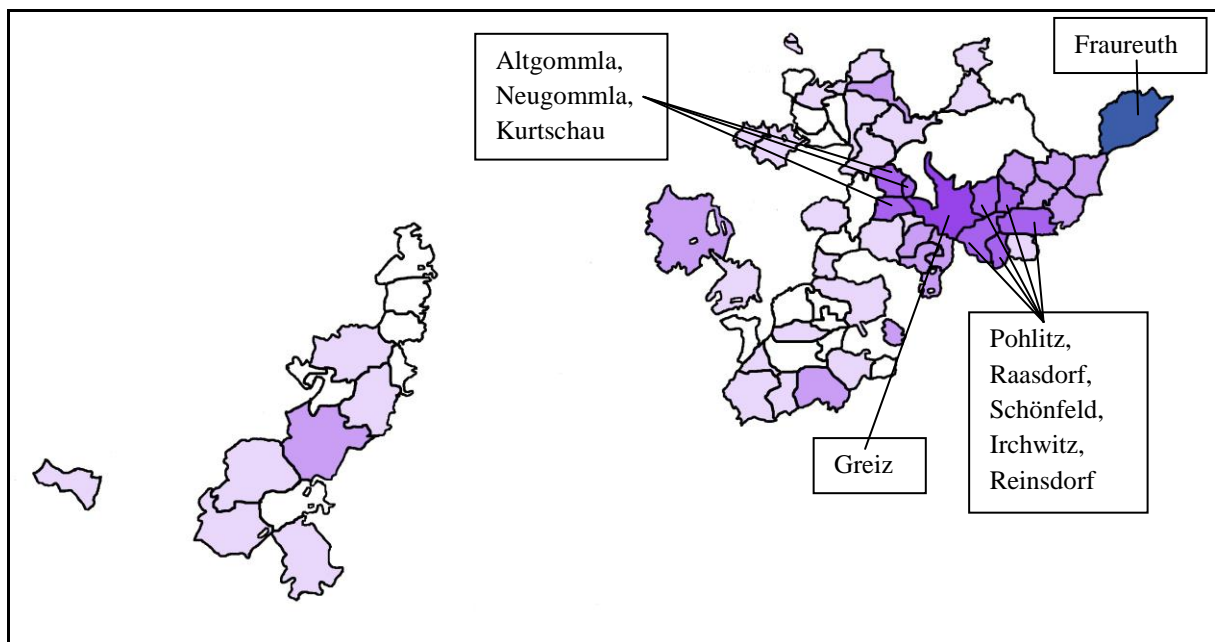 Altgommla,
Neugommla,
Kurtschau
Fraureuth
Greiz
Pohlitz,
Raasdorf,
Schönfeld,
Irchwitz,
Reinsdorf